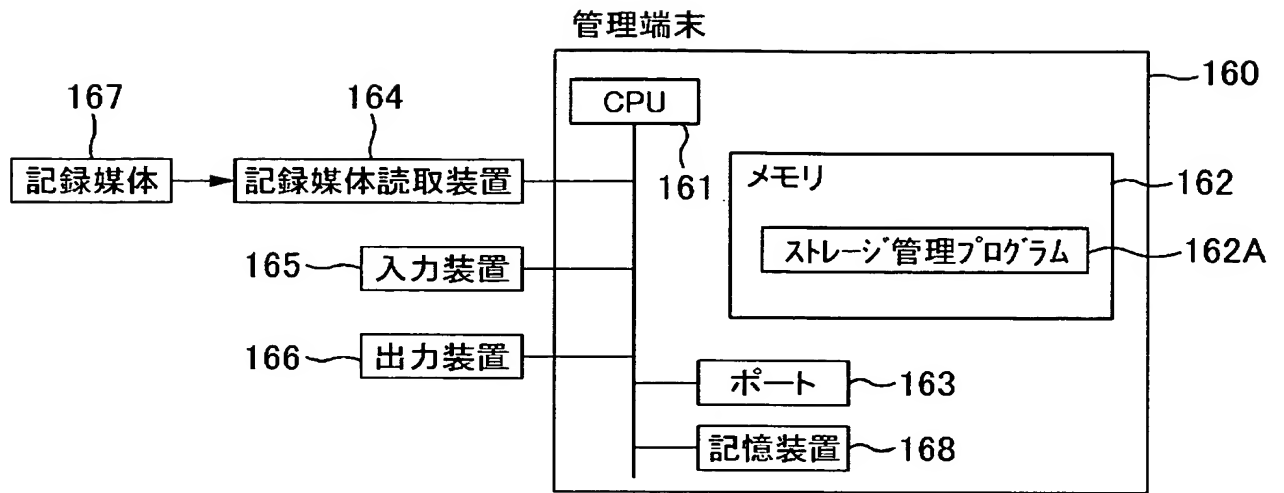 管理端末
160
167
164
CPU
記録媒体
記録媒体読取装置
161
メモリ
162
ストレージ管理プログラム
162A
165
入力装置
166
出力装置
ポート
163
記憶装置
168